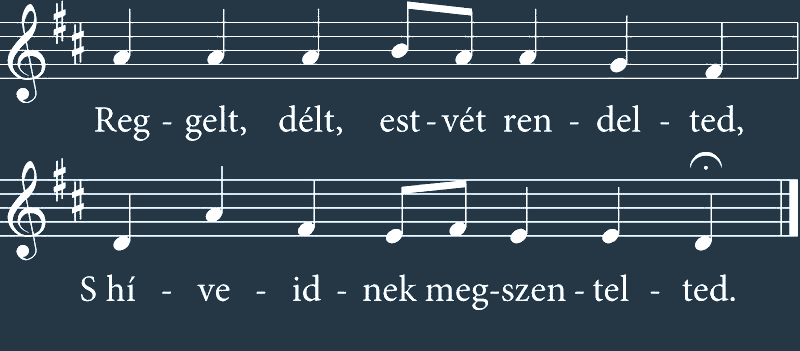 Reg - gelt, délt, est - vét ren - del - ted,
S hí - ve - id - nek meg-szen - tel - ted.